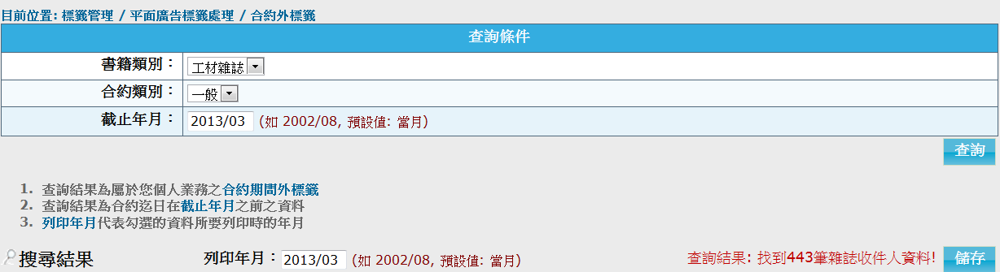 目前位置: 標籤管理 / 平面廣告標籤處理 / 合約外標籤
查詢條件
書籍類別： 工材雜誌
合約類別： 一般
截止年月： 2013/03 (如 2002/08, 預設值: 當月)
查詢
1. 查詢結果為屬於您個人業務之合約期間外標籤
2. 查詢結果為合約迄日在截止年月之前之資料
3. 列印年月代表勾選的資料所要列印時的年月
搜尋結果 列印年月： 2013/03 (如 2002/08, 預設值: 當月) 查詢結果: 找到443筆雜誌收件人資料! 儲存